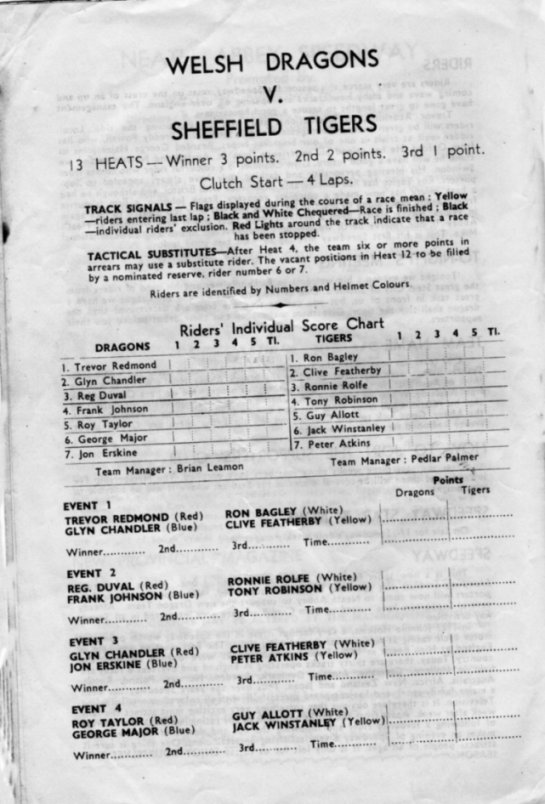 WELSH DRAGONS
V.
SHEFFIELD TIGERS
13 HEATS — Winner 3 points. 2nd 2 points. 3rd 1 point.
Clutch Start — 4 Laps.
TRACK SIGNALS — Flags displayed during the course of a race mean : Yellow
—riders entering last lap ; Black and White Chequered—Race is finished ; Black
—individual riders' exclusion. Red Lights around the track indicate that a race
has been stopped.
TACTICAL SUBSTITUTES—After Heat 4, the team six or more points in
arrears may use a substitute rider. The vacant positions in Heat 12 to be filled
by a nominated reserve, rider number 6 or 7.
Riders are identified by Numbers and Helmet Colours
Riders' Individual Score Chart
DRAGONS 1 2 3 4 5 Tl. TIGERS 1 2 3 4 5 Tl.
1. Trevor Redmond 1. Ron Bagley
2. Glyn Chandler 2. Clive Featherby
3. Reg Duval 3. Ronnie Rolfe
4. Frank Johnson 4. Tony Robinson
5. Roy Taylor 5. Guy Allott
6. George Major 6. Jack Winstanley
7. Jon Erskine 7. Peter Atkins
Team Manager : Brian Leamon Team Manager : Pedlar Palmer
Points
Dragons Tigers
EVENT 1
TREVOR REDMOND (Red) RON BAGLEY (White)
GLYN CHANDLER (Blue) CLIVE FEATHERBY (Yellow)
Winner............ 2nd............ 3rd............ Time............
EVENT 2
REG. DUVAL (Red) RONNIE ROLFE (White)
FRANK JOHNSON (Blue) TONY ROBINSON (Yellow)
Winner............ 2nd............ 3rd............ Time............
EVENT 3
GLYN CHANDLER (Red) CLIVE FEATHERBY (White)
JON ERSKINE (Blue) PETER ATKINS (Yellow)
Winner............ 2nd............ 3rd............ Time............
EVENT 4
ROY TAYLOR (Red) GUY ALLOTT (White)
GEORGE MAJOR (Blue) JACK WINSTANLEY (Yellow)
Winner............ 2nd............ 3rd............ Time............